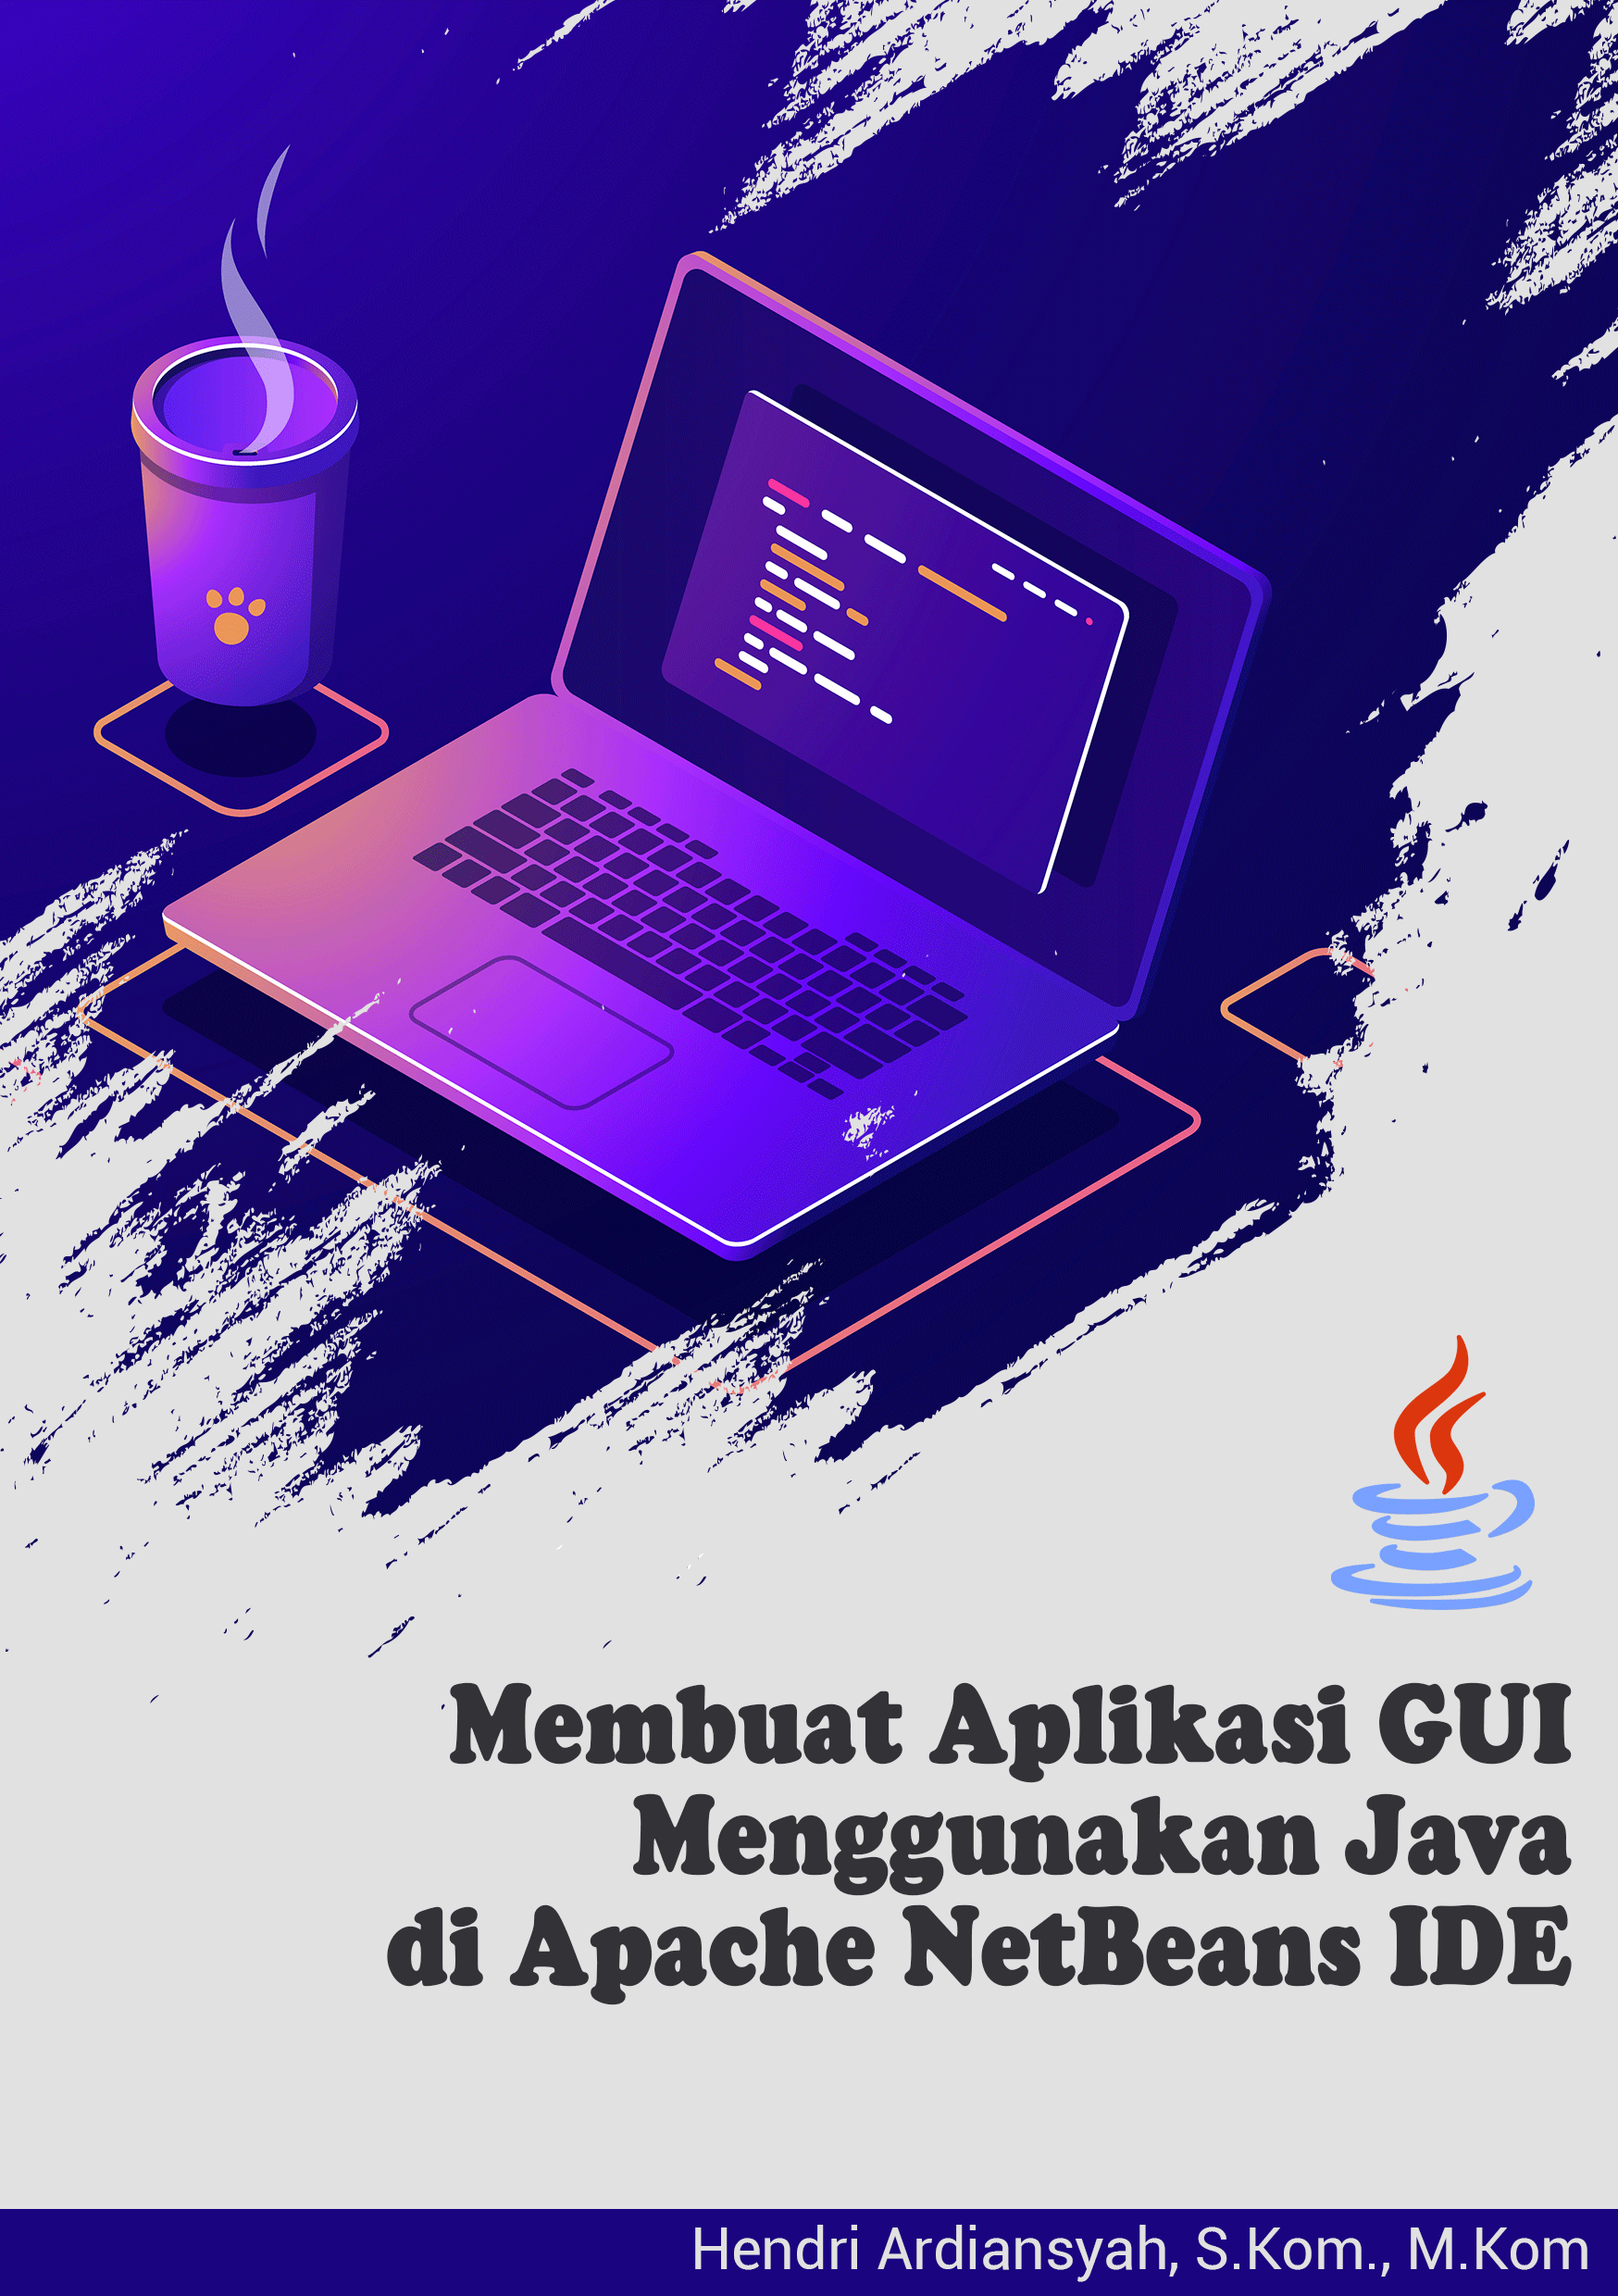 Membuat Aplikasi GUI
Menggunakan Java
di Apache NetBeans IDE
Hendri Ardiansyah, S.Kom., M.Kom